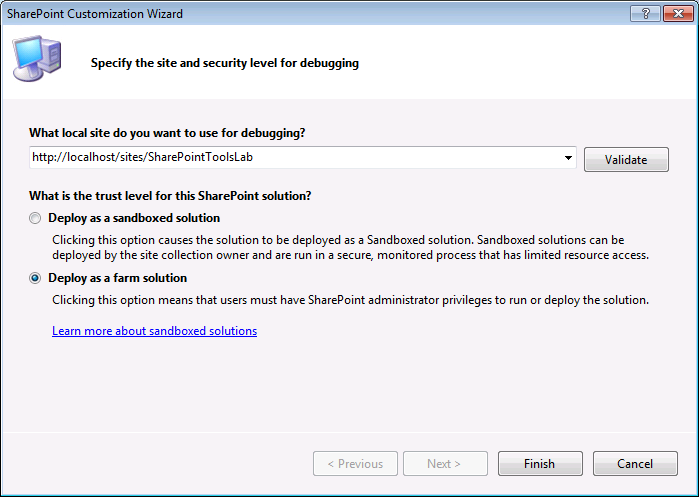 SharePoint Customization Wizard
?
Specify the site and security level for debugging
What local site do you want to use for debugging?
http://localhost/sites/SharePointToolsLab
Validate
What is the trust level for this SharePoint solution?
Deploy as a sandboxed solution
Clicking this option causes the solution to be deployed as a Sandboxed solution. Sandboxed solutions can be
deployed by the site collection owner and are run in a secure, monitored process that has limited resource access.
Deploy as a farm solution
Clicking this option means that users must have SharePoint administrator privileges to run or deploy the solution.
Learn more about sandboxed solutions
< Previous
Next >
Finish
Cancel